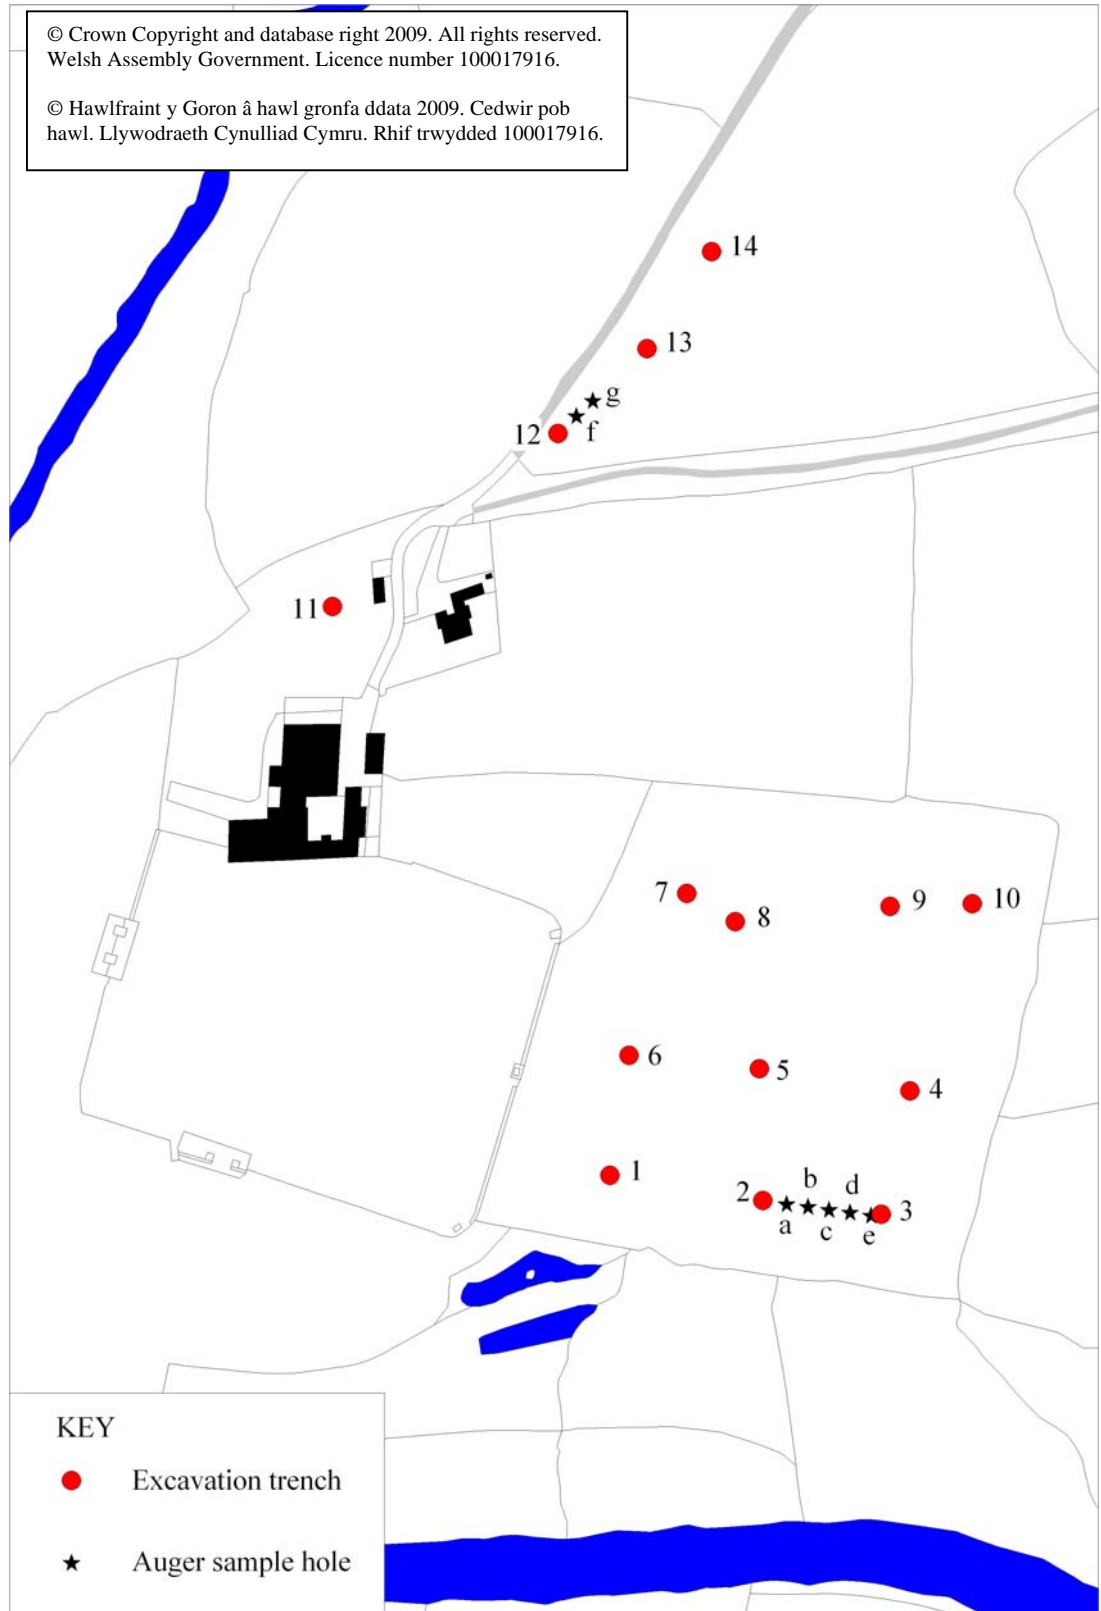 © Crown Copyright and database right 2009. All rights reserved.
Welsh Assembly Government. Licence number 100017916.
© Hawlfraint y Goron â hawl gronfa ddata 2009. Cedwir pob
hawl. Llywodraeth Cynulliad Cymru. Rhif trwydded 100017916.
14
13
g
12
f
11
7
8
9
10
6
5
4
1
2
b
d
3
a
c
e
KEY
Excavation trench
Auger sample hole